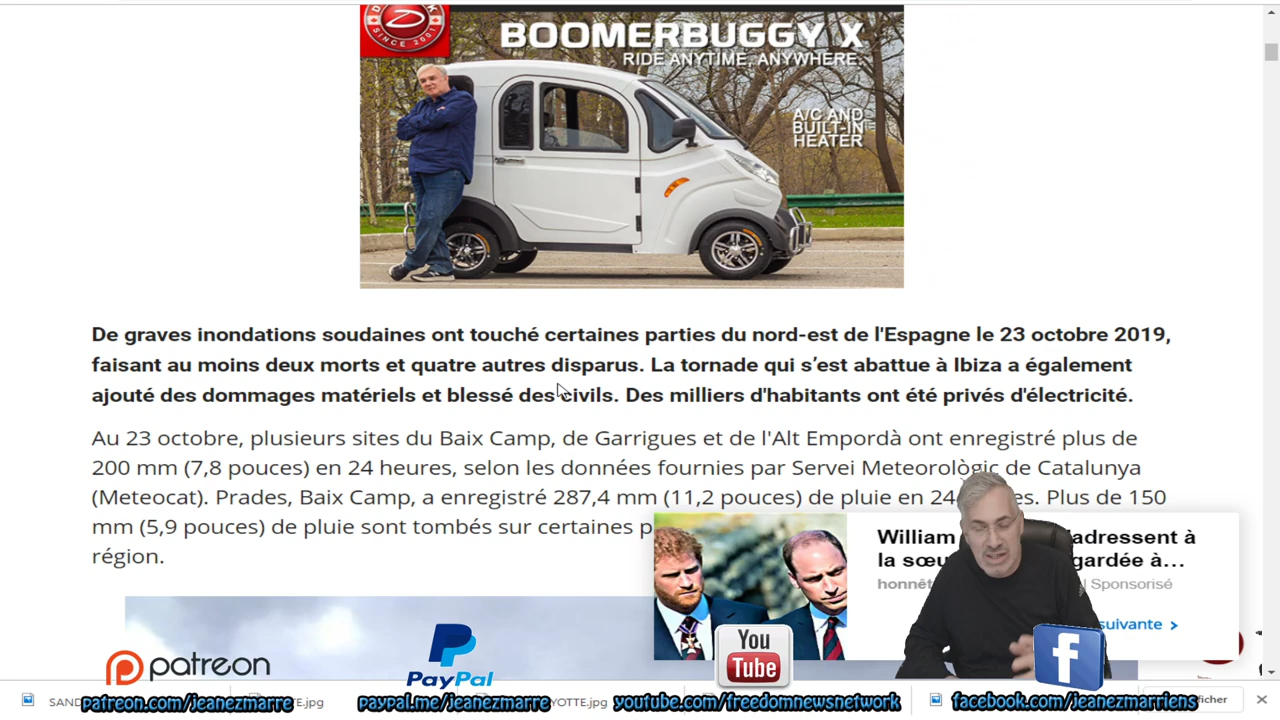 SINCE 2001
BOOMERBUGGY X
RIDE ANYTIME, ANYWHERE.
A/C AND
BUILT-IN
HEATER
De graves inondations soudaines ont touché certaines parties du nord-est de l'Espagne le 23 octobre 2019,
faisant au moins deux morts et quatre autres disparus. La tornade qui s’est abattue à Ibiza a également
ajouté des dommages matériels et blessé des civils. Des milliers d'habitants ont été privés d'électricité.
Au 23 octobre, plusieurs sites du Baix Camp, de Garrigues et de l'Alt Empordà ont enregistré plus de
200 mm (7,8 pouces) en 24 heures, selon les données fournies par Servei Meteorològic de Catalunya
(Meteocat). Prades, Baix Camp, a enregistré 287,4 mm (11,2 pouces) de pluie en 24 Plus de 150
mm (5,9 pouces) de pluie sont tombés sur certaines
région.
William adressent à
la sœu gardée à…
honnêt Sponsorisé
suivante >
patreon
PayPal
You
Tube
f
SAND .jpg YOTTE.jpg ficher
patreon.com/jeanezmarre paypal.me/jeanezmarre youtube.com/freedomnewsnetwork facebook.com/jeanezmarriens